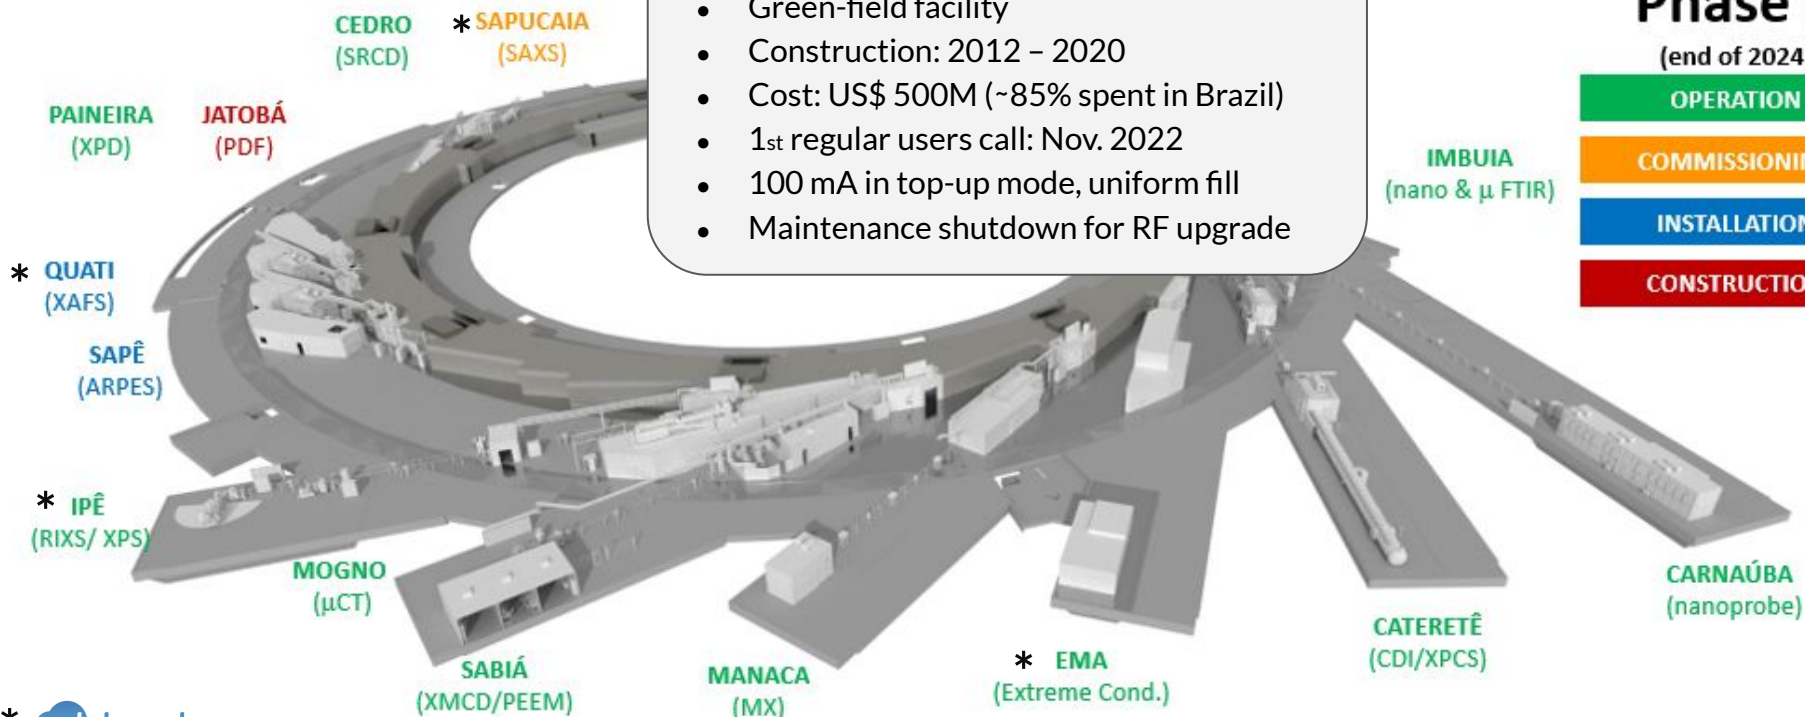 CEDRO
(SRCD)
* SAPUCAIA
(SAXS)
PAINEIRA
(XPD)
JATOBÁ
(PDF)
• Green-field facility
• Construction: 2012 – 2020
• Cost: US$ 500M (~85% spent in Brazil)
• 1st regular users call: Nov. 2022
• 100 mA in top-up mode, uniform fill
• Maintenance shutdown for RF upgrade
Phase
(end of 2024
OPERATION
COMMISSIONI
INSTALLATION
CONSTRUCTIO
IMBUIA
(nano & µ FTIR)
* QUATI
(XAFS)
SAPÊ
(ARPES)
* IPÊ
(RIXS/ XPS)
MOGNO
(µCT)
SABIÁ
(XMCD/PEEM)
MANACA
(MX)
* EMA
(Extreme Cond.)
CATERETÊ
(CDI/XPCS)
CARNAÚBA
(nanoprobe)
*